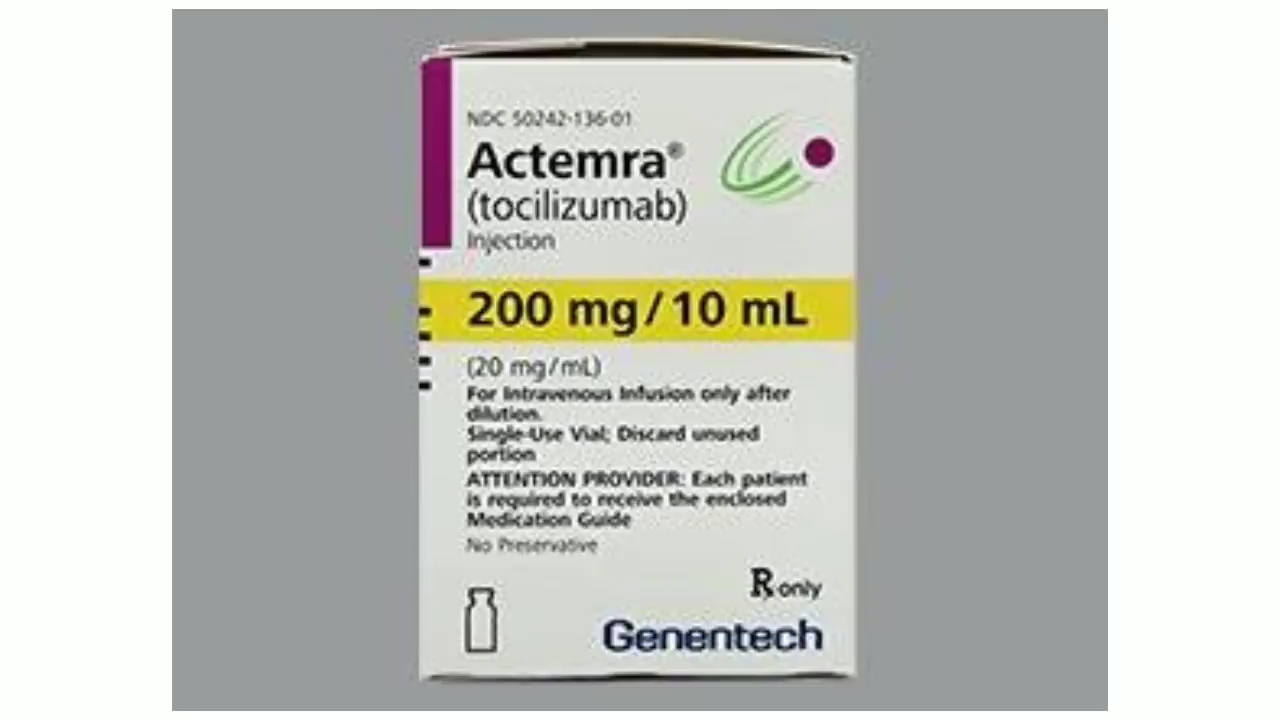 NDC 50242-136-01
Actemra®
(tocilizumab)
Injection
200 mg/10 mL
(20 mg/mL)
For Intravenous Infusion only after
dilution.
Single-Use Vial; Discard unused
portion
ATTENTION PROVIDER: Each patient
is required to receive the enclosed
Medication Guide
No Preservative
℞ only
Genentech